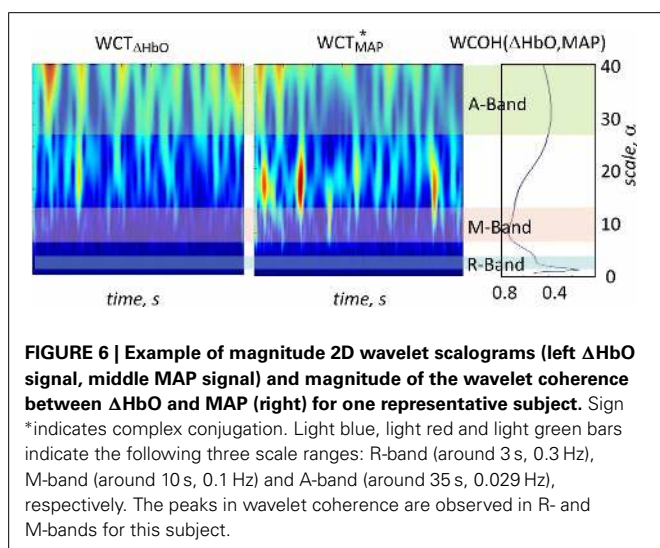 WCT ΔHbO
WCT* MAP
WCOH(ΔHbO,MAP)
40
A-Band
30
scale, α
20
M-Band
10
R-Band
0
time, s
time, s
0.8 0.4
FIGURE 6 | Example of magnitude 2D wavelet scalograms (left ΔHbO
signal, middle MAP signal) and magnitude of the wavelet coherence
between ΔHbO and MAP (right) for one representative subject. Sign
*indicates complex conjugation. Light blue, light red and light green bars
indicate the following three scale ranges: R-band (around 3 s, 0.3 Hz),
M-band (around 10 s, 0.1 Hz) and A-band (around 35 s, 0.029 Hz),
respectively. The peaks in wavelet coherence are observed in R- and
M-bands for this subject.